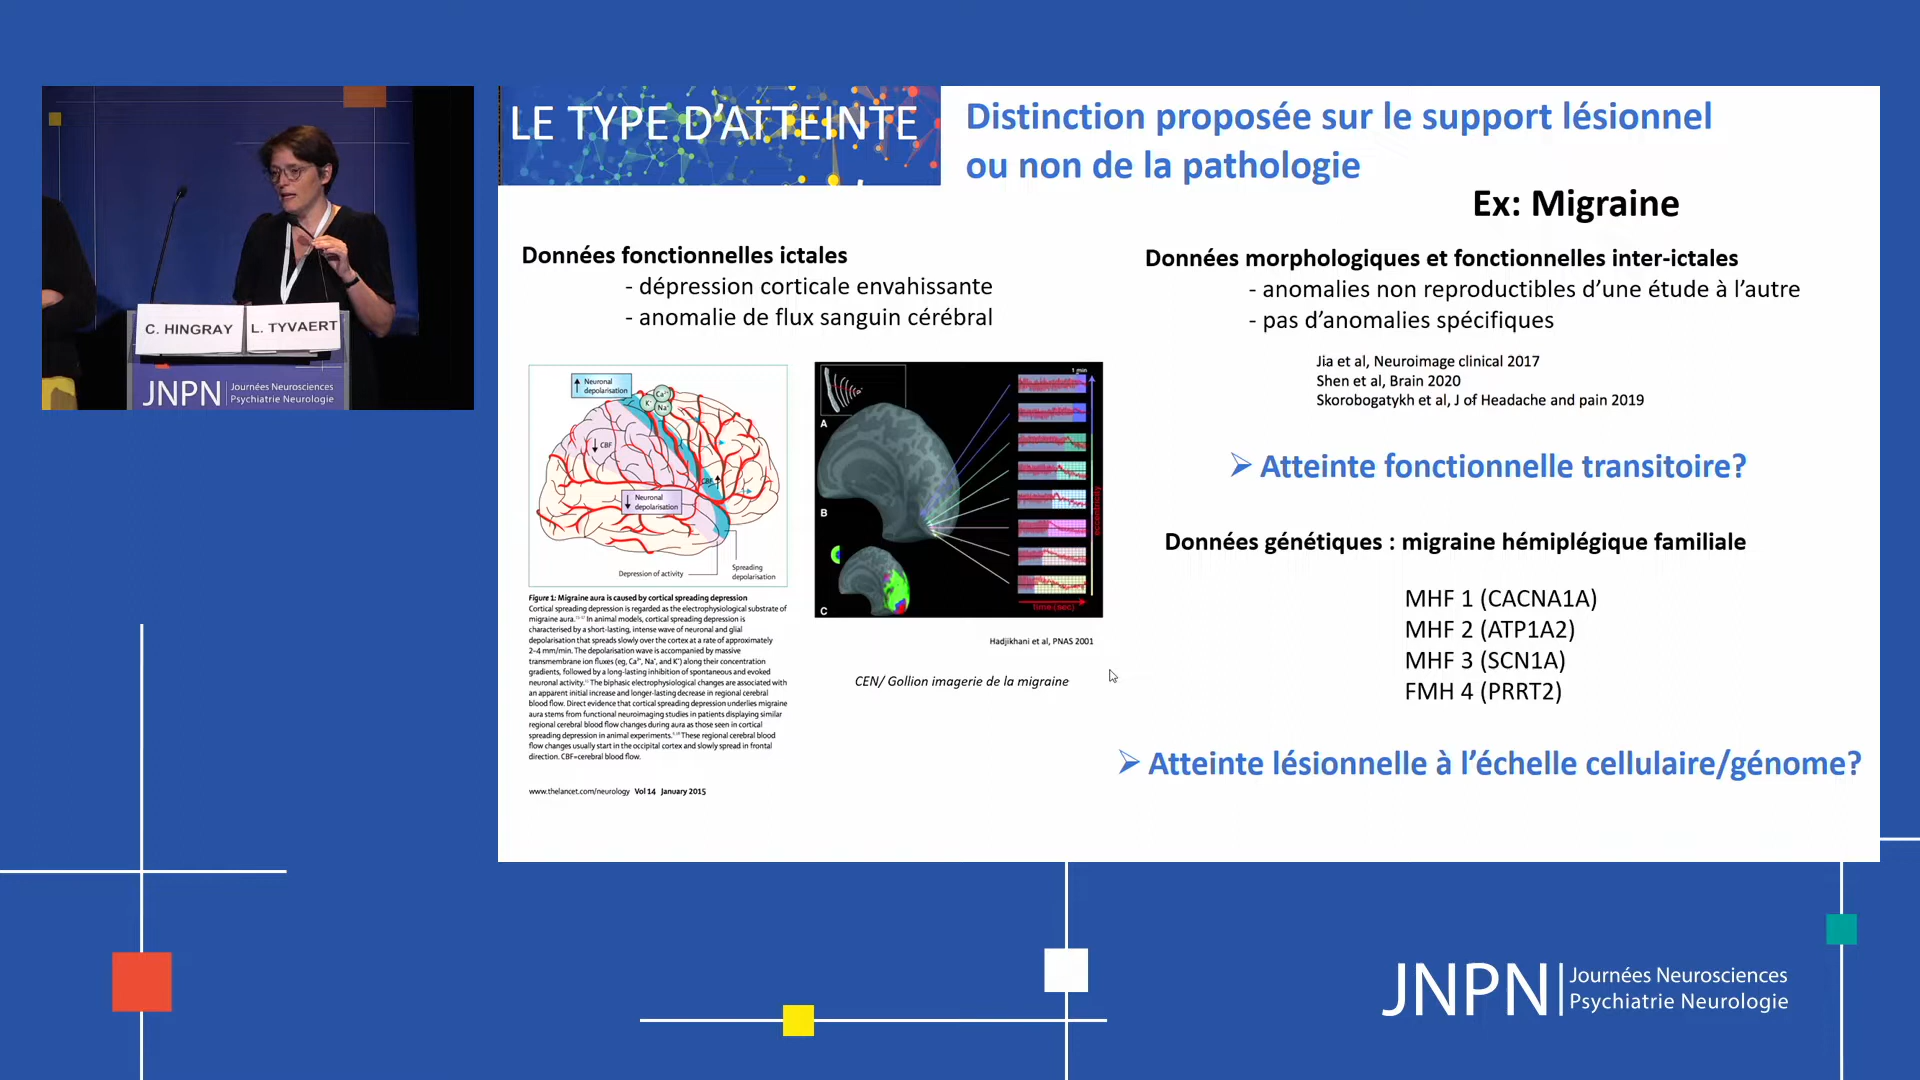 C. HINGRAY
L. TYVAERT
JNPN
Journées Neurosciences
Psychiatrie Neurologie
LE TYPE D'ATTEINTE
Distinction proposée sur le support lésionnel
ou non de la pathologie
Ex: Migraine
Données fonctionnelles ictales
- dépression corticale envahissante
- anomalie de flux sanguin cérébral
Neuronal
depolarisation
Ca²⁺
K⁺
Na⁺
CBF
CBF
Neuronal
depolarisation
Depression of activity
Spreading
depolarisation
Figure 1: Migraine aura is caused by cortical spreading depression
Cortical spreading depression is regarded as the electrophysiological substrate of
migraine aura. In animal models, cortical spreading depression is
characterised by a short-lasting, intense wave of neuronal and glial
depolarisation that spreads slowly over the cortex at a rate of approximately
2–4 mm/min. The depolarisation wave is accompanied by massive
transmembrane ion fluxes (eg, Ca²⁺, Na⁺, and K⁺) along their concentration
gradients, followed by a long-lasting inhibition of spontaneous and evoked
neuronal activity. The biphasic electrophysiological changes are associated with
an apparent initial increase and longer-lasting decrease in regional cerebral
blood flow. Direct evidence that cortical spreading depression underlies migraine
aura stems from functional neuroimaging studies in patients displaying similar
regional cerebral blood flow changes during aura as those seen in cortical
spreading depression in animal experiments. These regional cerebral blood
flow changes usually start in the occipital cortex and slowly spread in frontal
direction. CBF=cerebral blood flow.
www.thelancet.com/neurology Vol 14 January 2015
A
B
C
1 min
eccentricity
time (sec)
Hadjikhani et al, PNAS 2001
CEN/ Gollion imagerie de la migraine
Données morphologiques et fonctionnelles inter-ictales
- anomalies non reproductibles d'une étude à l'autre
- pas d'anomalies spécifiques
Jia et al, Neuroimage clinical 2017
Shen et al, Brain 2020
Skorobogatykh et al, J of Headache and pain 2019
➢ Atteinte fonctionnelle transitoire?
Données génétiques : migraine hémiplégique familiale
MHF 1 (CACNA1A)
MHF 2 (ATP1A2)
MHF 3 (SCN1A)
FMH 4 (PRRT2)
➢ Atteinte lésionnelle à l'échelle cellulaire/génome?
JNPN
Journées Neurosciences
Psychiatrie Neurologie